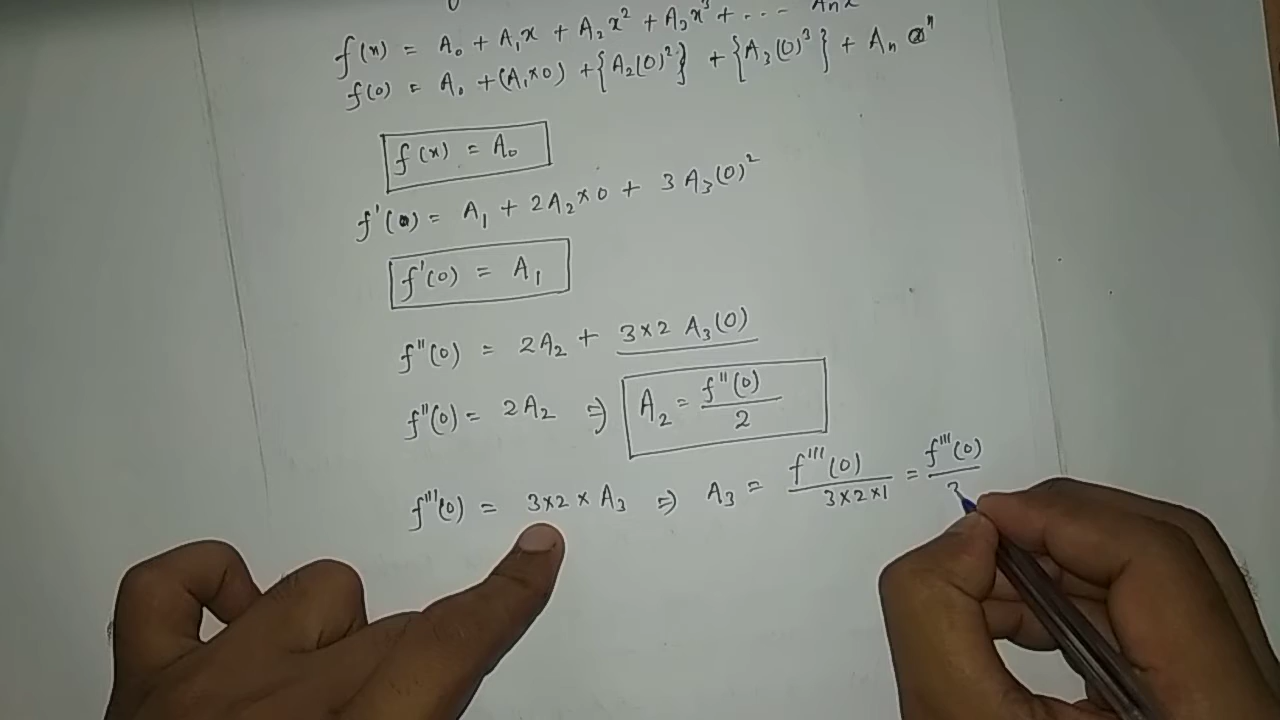 f(x) = A₀ + A₁x + A₂x² + A₃x³ + ... Aₙx
f(0) = A₀ + (A₁×0) + {A₂(0)²} + {A₃(0)³} + Aₙ
f(x) = A₀
f'(0) = A₁ + 2A₂×0 + 3A₃(0)²
f'(0) = A₁
f''(0) = 2A₂ + 3×2 A₃(0)
f''(0) = 2A₂ ⇒ A₂ = f''(0)/2
f'''(0) = 3×2×A₃ ⇒ A₃ = f'''(0)/3×2×1 = f'''(0)/3